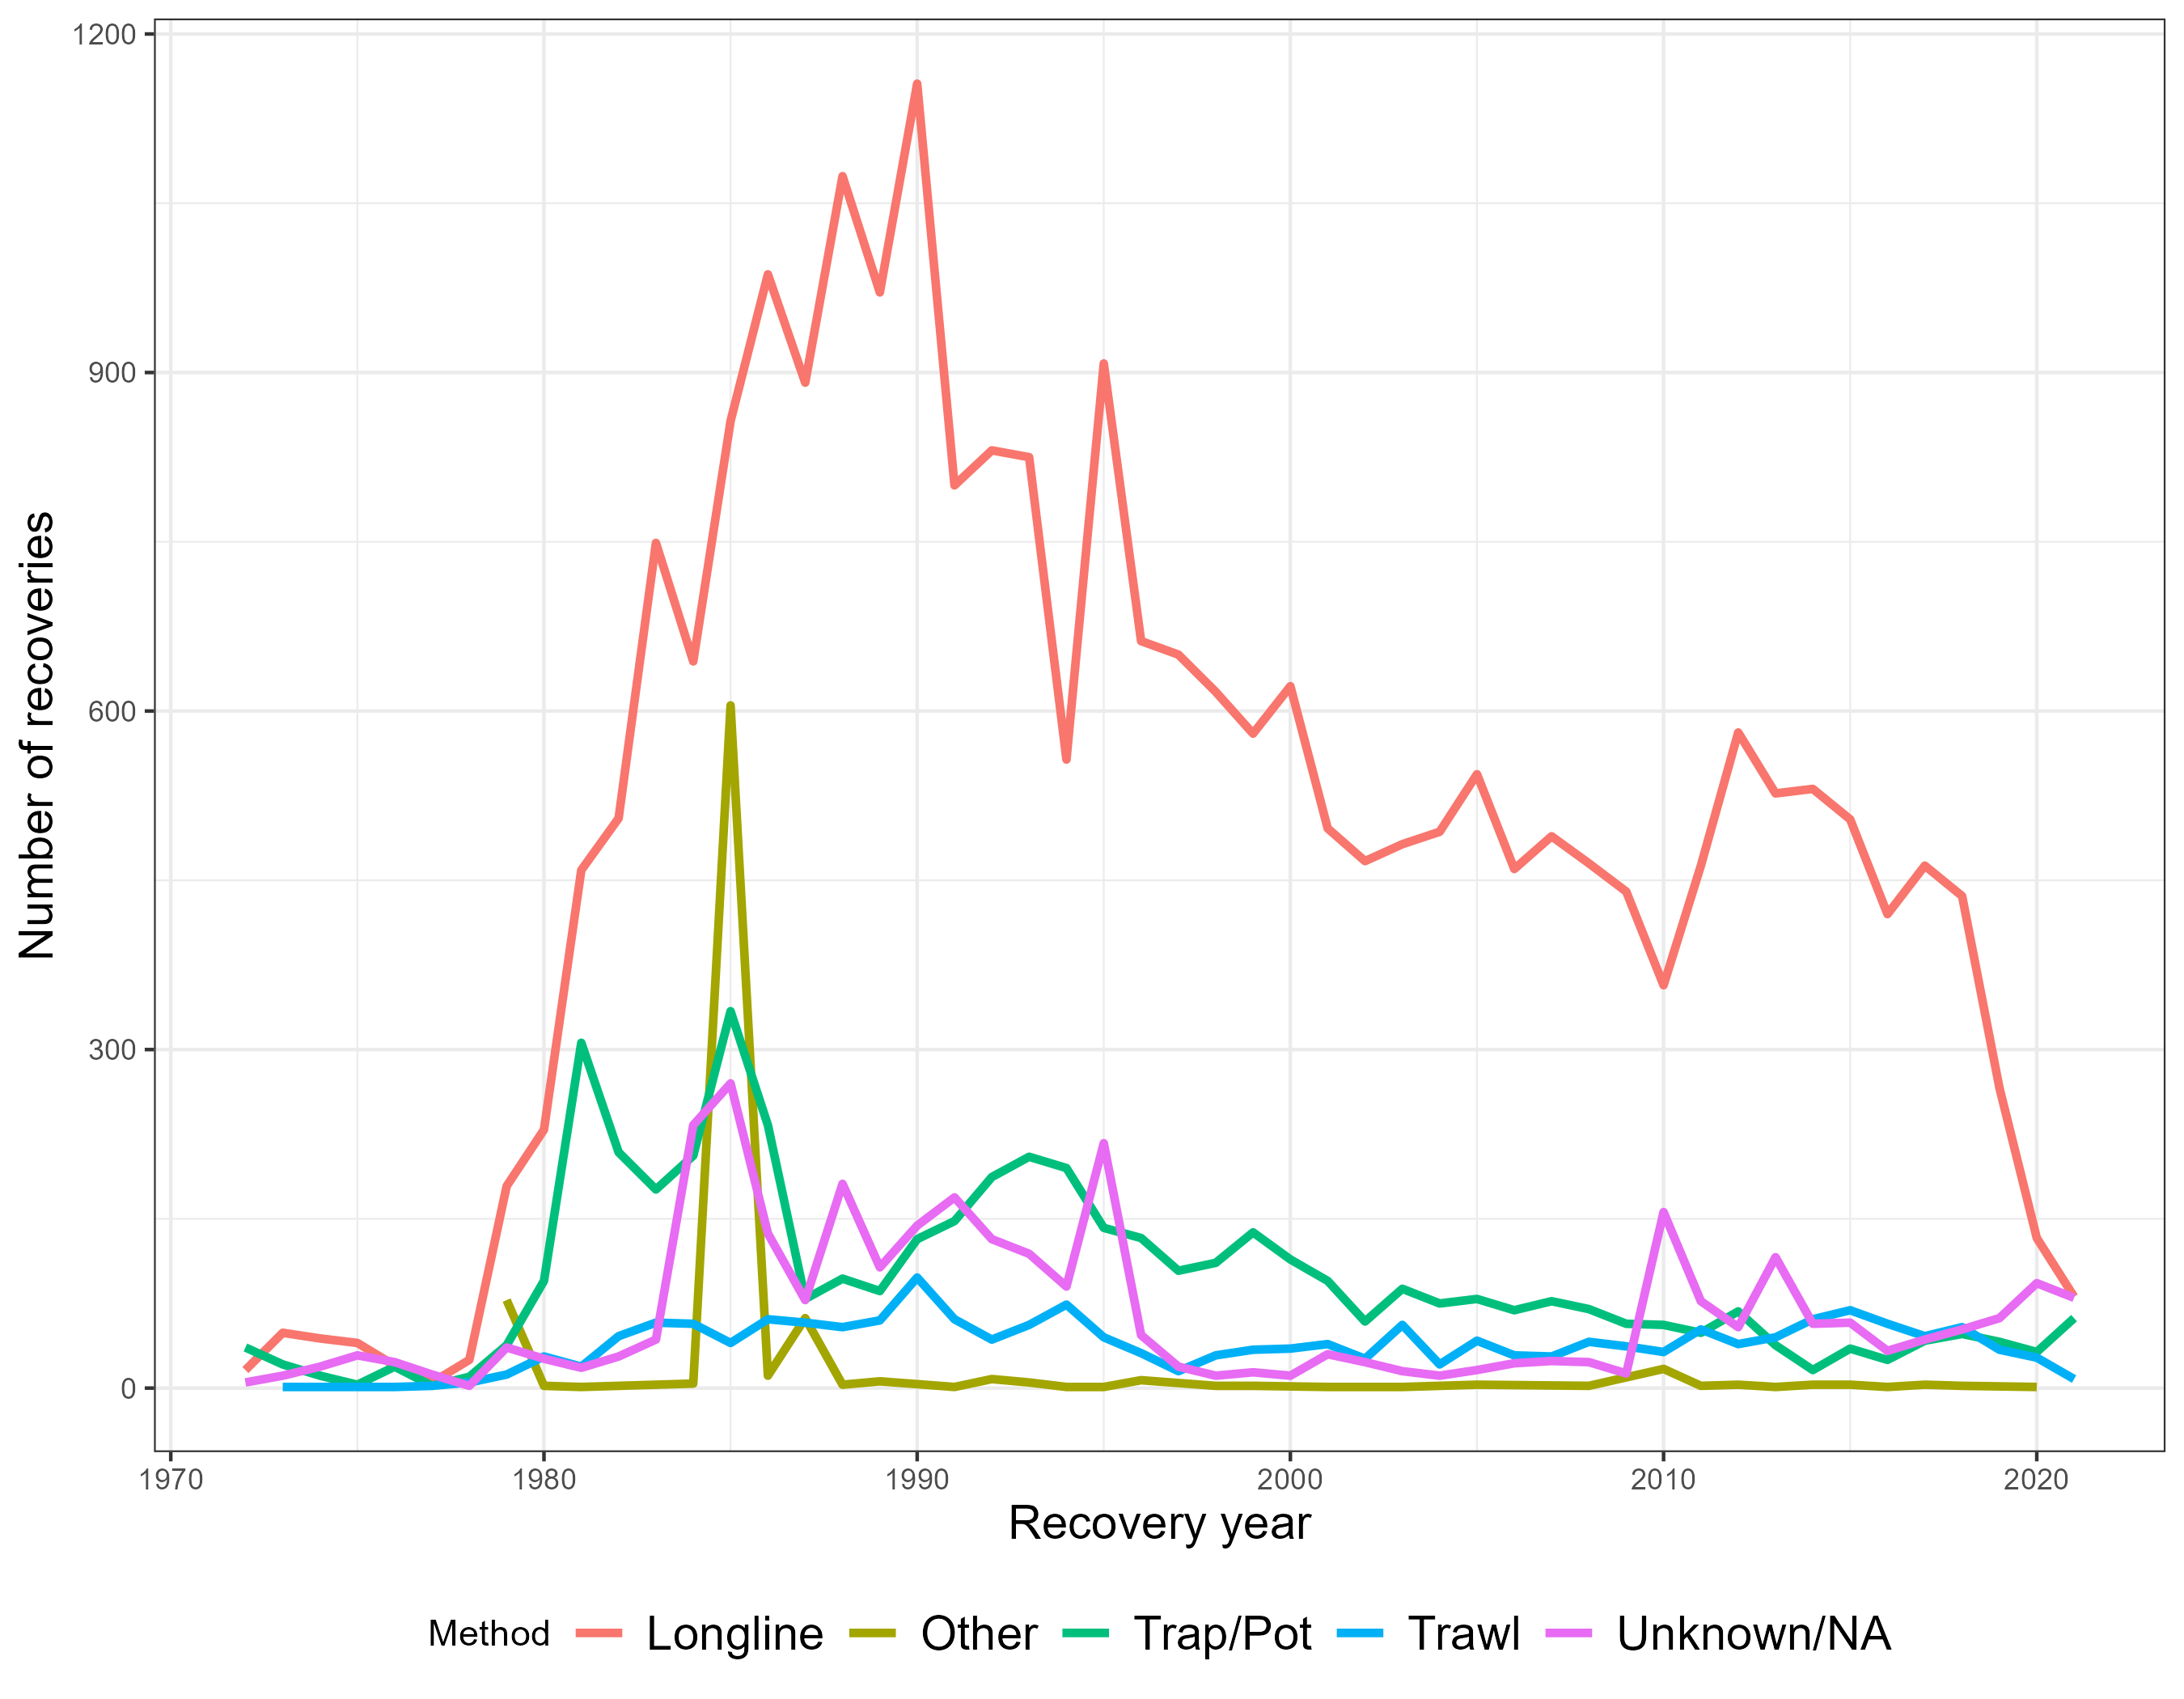 1200
900
600
300
0
Number of recoveries
1970 1980 1990 2000 2010 2020
Recovery year
Method Longline Other Trap/Pot Trawl Unknown/NA